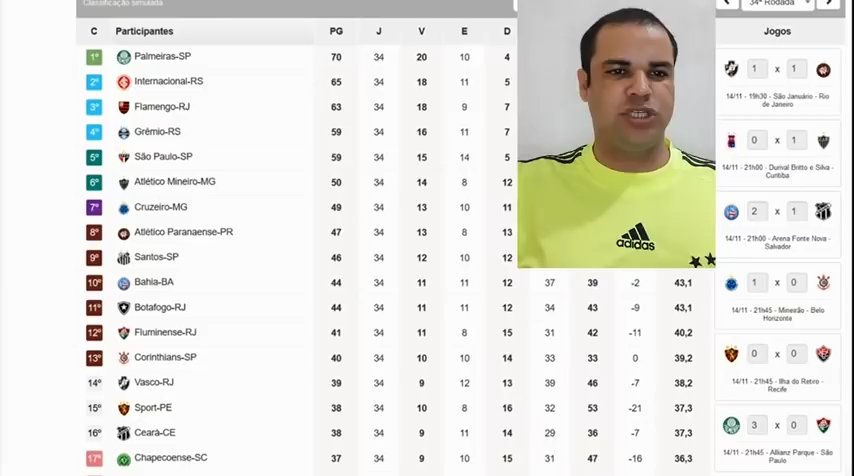 Classificação simulada
34ª Rodada
C Participantes PG J V E D
Jogos
1º Palmeiras-SP 70 34 20 10 4
2º Internacional-RS 65 34 18 11 5
3º Flamengo-RJ 63 34 18 9 7
4º Grêmio-RS 59 34 16 11 7
5º São Paulo-SP 59 34 15 14 5
6º Atlético Mineiro-MG 50 34 14 8 12
7º Cruzeiro-MG 49 34 13 10 11
8º Atlético Paranaense-PR 47 34 13 8 13
9º Santos-SP 46 34 12 10 12
10º Bahia-BA 44 34 11 11 12 37 39 -2 43,1
11º Botafogo-RJ 44 34 11 11 12 34 43 -9 43,1
12º Fluminense-RJ 41 34 11 8 15 31 42 -11 40,2
13º Corinthians-SP 40 34 10 10 14 33 33 0 39,2
14º Vasco-RJ 39 34 9 12 13 39 46 -7 38,2
15º Sport-PE 38 34 10 8 16 32 53 -21 37,3
16º Ceará-CE 38 34 9 11 14 29 36 -7 37,3
17º Chapecoense-SC 37 34 9 10 15 31 47 -16 36,3
adidas
1 x 1
14/11 - 19h30 - São Januário - Rio
de Janeiro
0 x 1
14/11 - 21h00 - Durival Britto e Silva -
Curitiba
2 x 1
14/11 - 21h00 - Arena Fonte Nova -
Salvador
1 x 0
14/11 - 21h45 - Mineirão - Belo
Horizonte
0 x 0
14/11 - 21h45 - Ilha do Retiro -
Recife
3 x 0
14/11 - 21h45 - Allianz Parque - São
Paulo